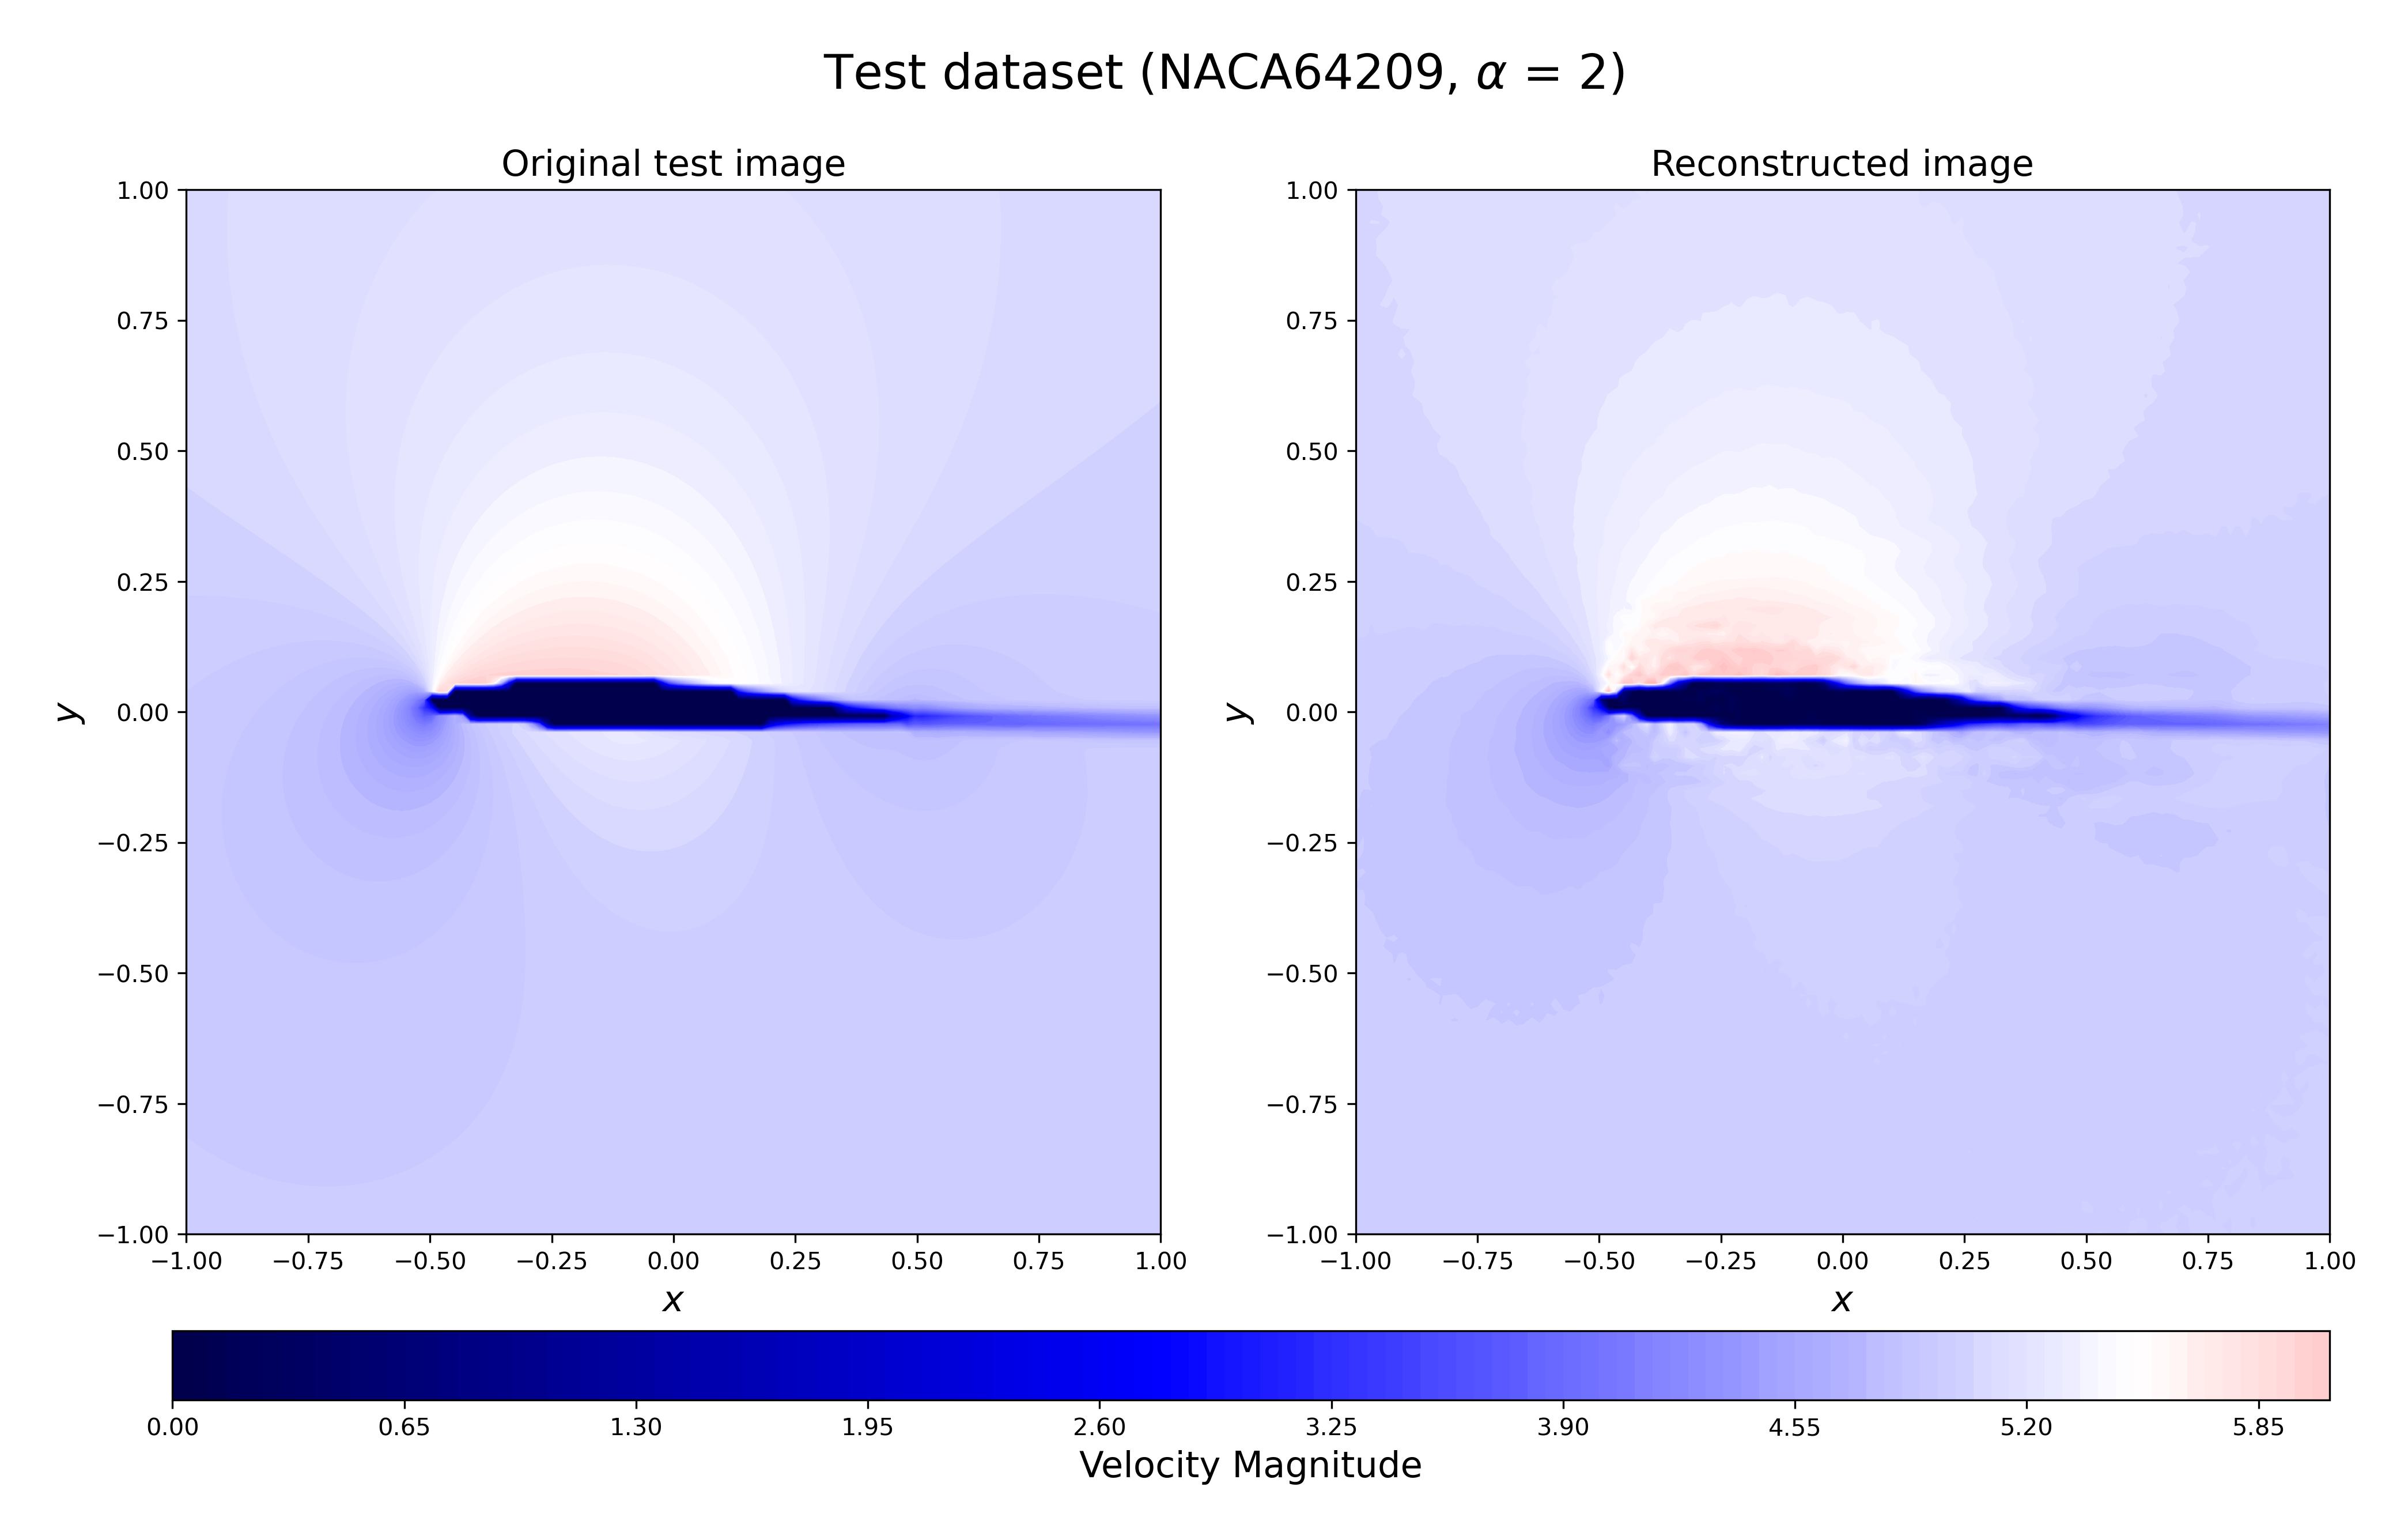 Test dataset (NACA64209, α = 2)
Original test image
Reconstructed image
1.00
0.75
0.50
0.25
0.00
−0.25
−0.50
−0.75
−1.00
y
−1.00 −0.75 −0.50 −0.25 0.00 0.25 0.50 0.75 1.00
x
1.00
0.75
0.50
0.25
0.00
−0.25
−0.50
−0.75
−1.00
y
−1.00 −0.75 −0.50 −0.25 0.00 0.25 0.50 0.75 1.00
x
0.00 0.65 1.30 1.95 2.60 3.25 3.90 4.55 5.20 5.85
Velocity Magnitude